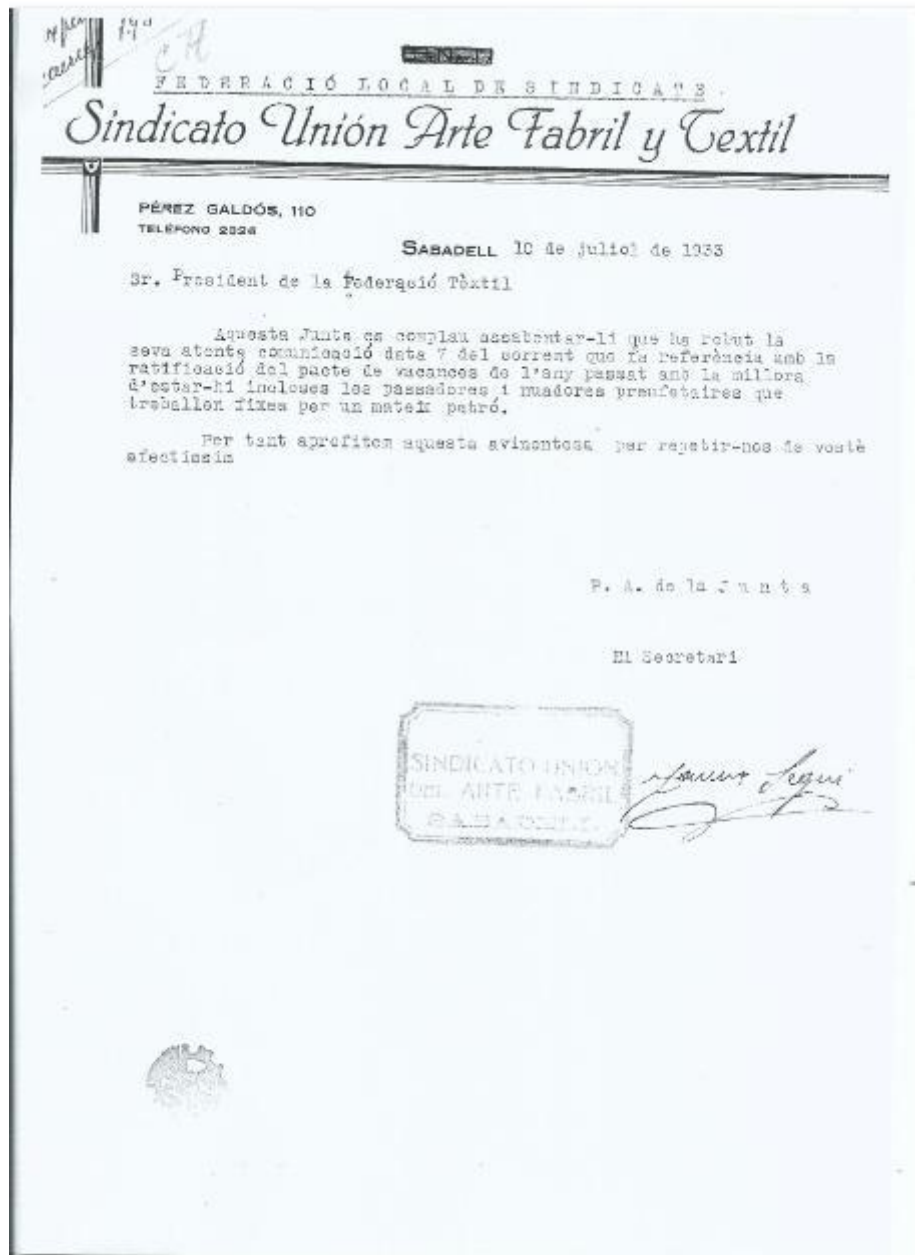 FEDERACIÓ LOCAL DE SINDICATS
Sindicato Unión Arte Fabril y Textil
PÉREZ GALDÓS, 110
TELÉFONO 2026
SABADELL 10 de juliol de 1933
Sr. President de la Federació Tèxtil
Aquesta Junta es complau assabentar-li que ha rebut la
seva atenta comunicació data 7 del corrent que fa referència amb la
ratificació del pacte de vacances de l'any passat amb la millora
d'estar-hi incloses les passadores i nuadores preufetaires que
treballen fixes per un mateix patró.
Per tant aprofitem aquesta avinentesa per repetir-nos de vostè
afectíssim
P. A. de la J u n t a
El Secretari
SINDICATO UNION
DEL ARTE FABRIL
SABADELL
Segui